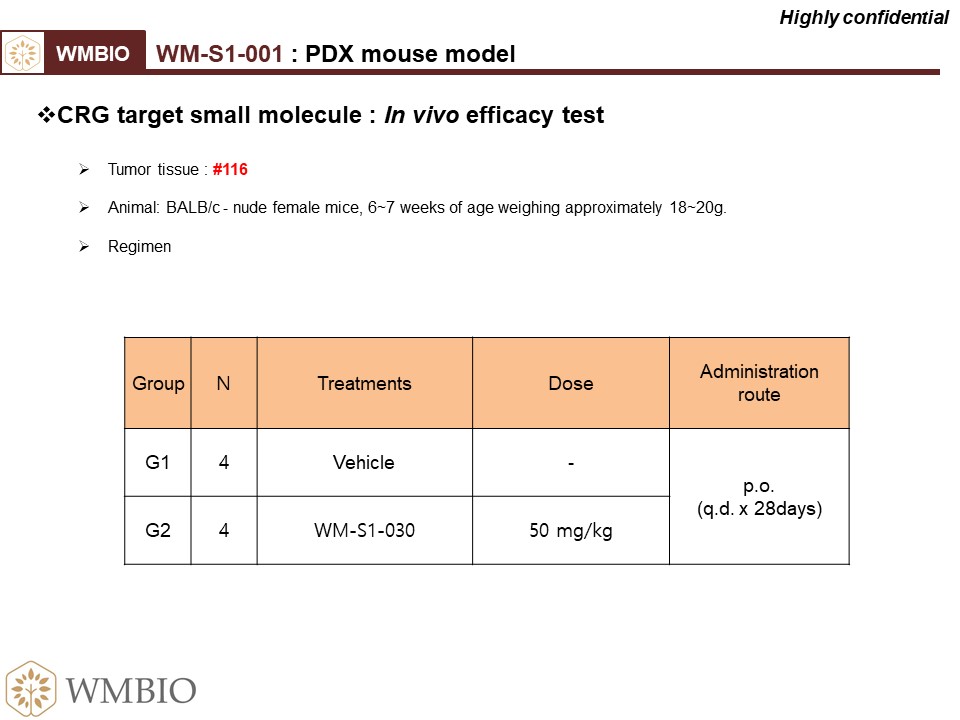 Highly confidential
WMBIO
WM-S1-001 : PDX mouse model
❖CRG target small molecule : In vivo efficacy test
➢ Tumor tissue : #116
➢ Animal: BALB/c - nude female mice, 6~7 weeks of age weighing approximately 18~20g.
➢ Regimen
Group N Treatments Dose Administration route
G1 4 Vehicle - p.o. (q.d. x 28days)
G2 4 WM-S1-030 50 mg/kg
WMBIO